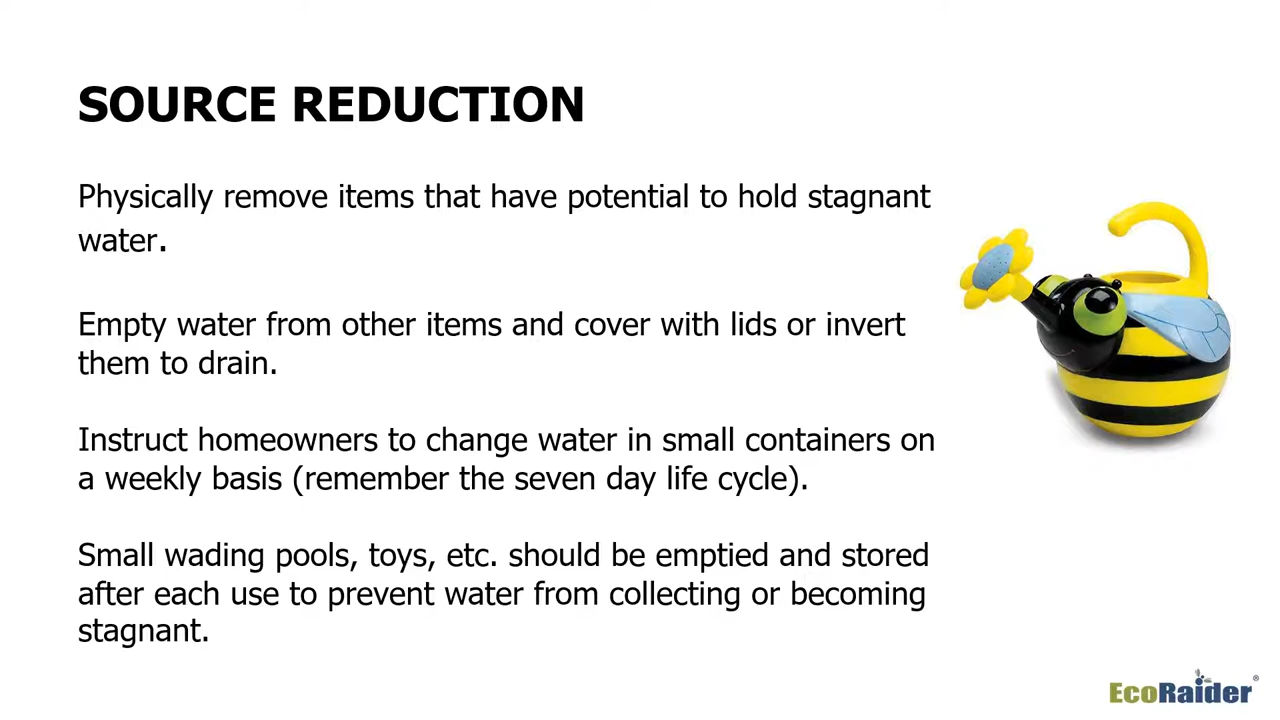 SOURCE REDUCTION
Physically remove items that have potential to hold stagnant
water.
Empty water from other items and cover with lids or invert
them to drain.
Instruct homeowners to change water in small containers on
a weekly basis (remember the seven day life cycle).
Small wading pools, toys, etc. should be emptied and stored
after each use to prevent water from collecting or becoming
stagnant.
EcoRaider®